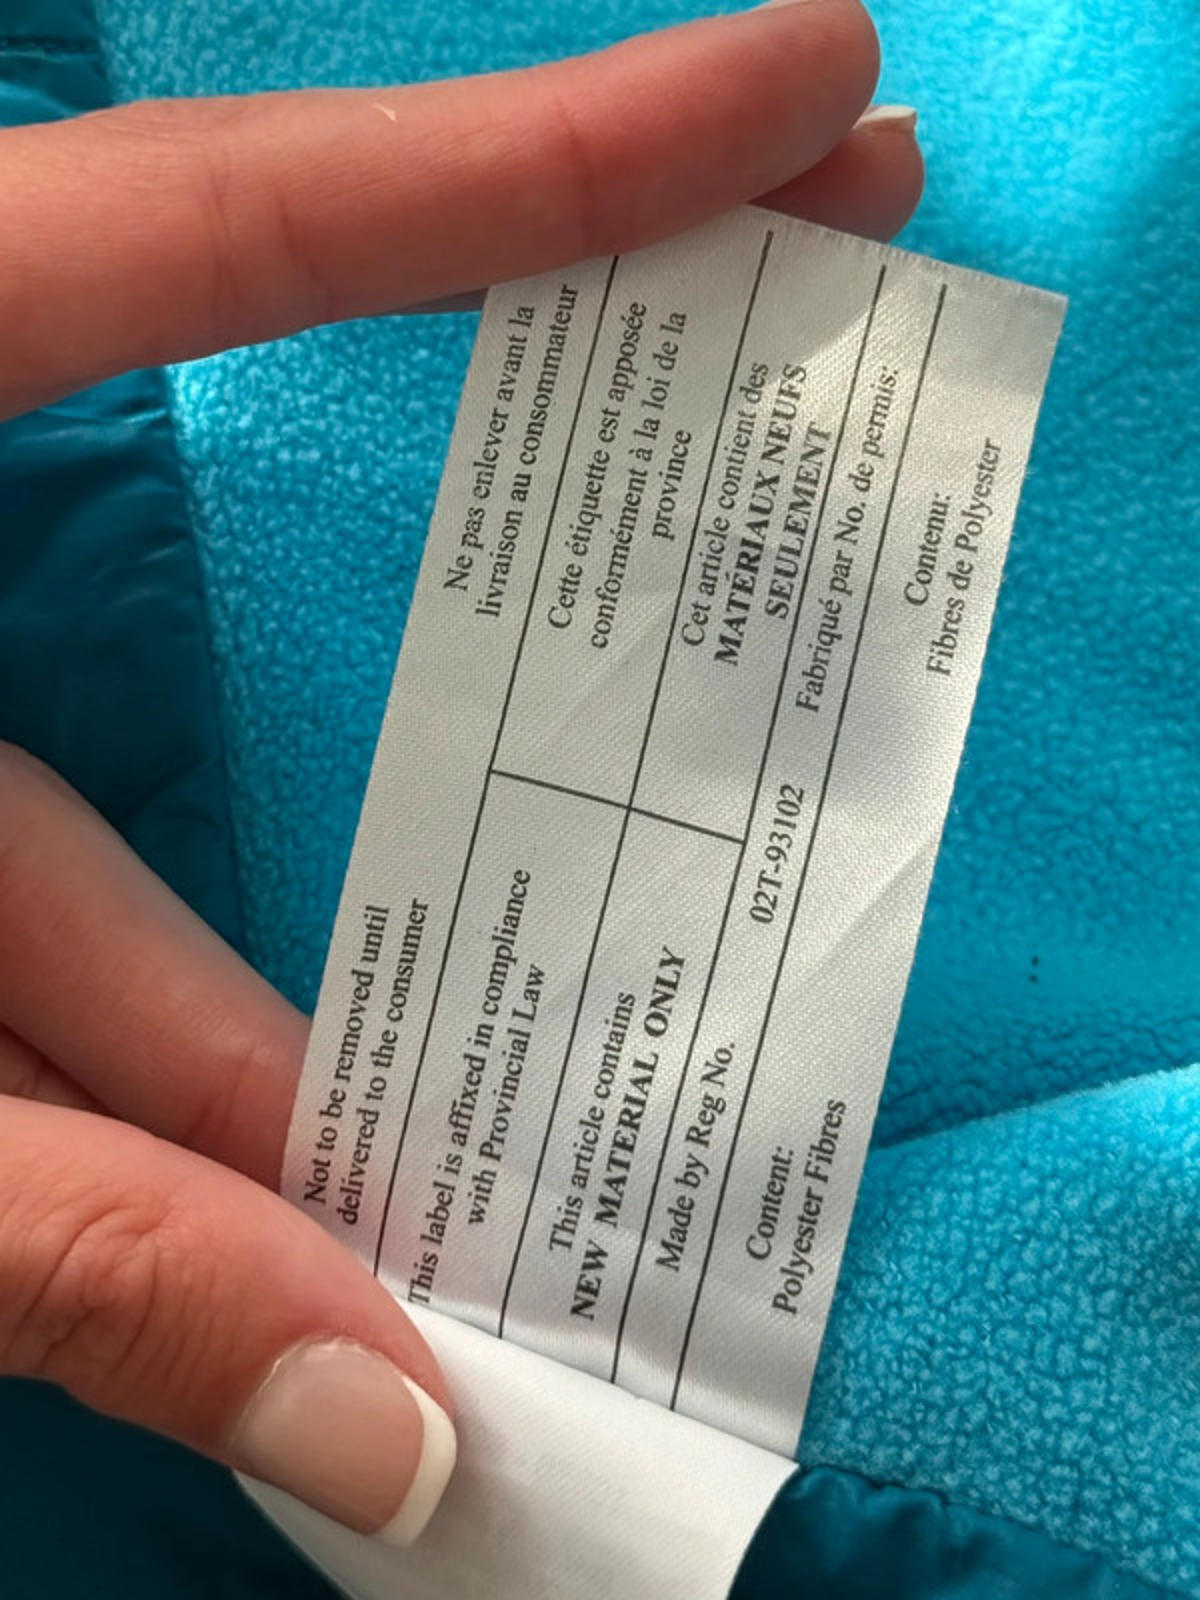 Not to be removed until
delivered to the consumer
Ne pas enlever avant la
livraison au consommateur
This label is affixed in compliance
with Provincial Law
Cette étiquette est apposée
conformément à la loi de la
province
This article contains
NEW MATERIAL ONLY
Cet article contient des
MATÉRIAUX NEUFS
SEULEMENT
Made by Reg No. 02T-93102 Fabriqué par No. de permis:
Content:
Polyester Fibres
Contenu:
Fibres de Polyester